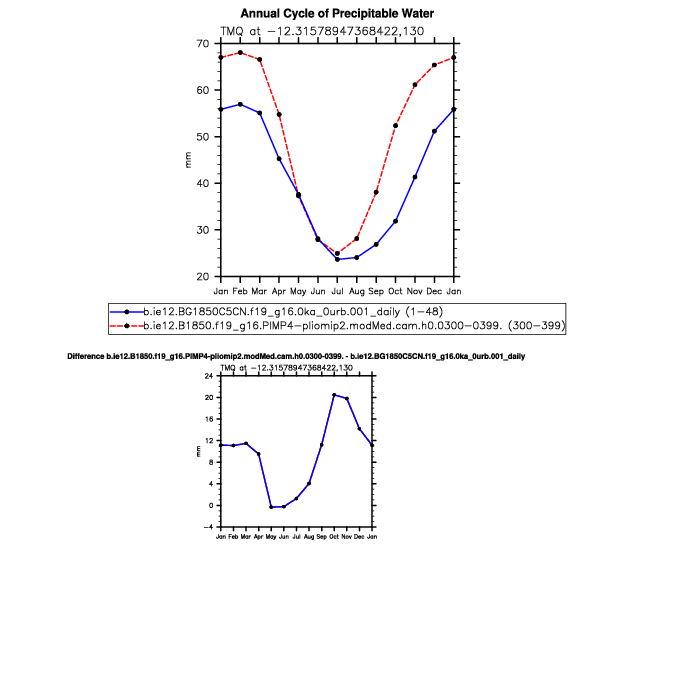 Annual Cycle of Precipitable Water
TMQ at −12.31578947368422,130
70
60
50
40
30
20
mm
Jan Feb Mar Apr May Jun Jul Aug Sep Oct Nov Dec Jan
b.ie12.BG1850C5CN.f19_g16.0ka_0urb.001_daily (1−48)
b.ie12.B1850.f19_g16.PIMP4−pliomip2.modMed.cam.h0.0300−0399. (300−399)
Difference b.ie12.B1850.f19_g16.PIMP4-pliomip2.modMed.cam.h0.0300-0399. - b.ie12.BG1850C5CN.f19_g16.0ka_0urb.001_daily
TMQ at −12.31578947368422,130
24
20
16
12
8
4
0
−4
mm
Jan Feb Mar Apr May Jun Jul Aug Sep Oct Nov Dec Jan